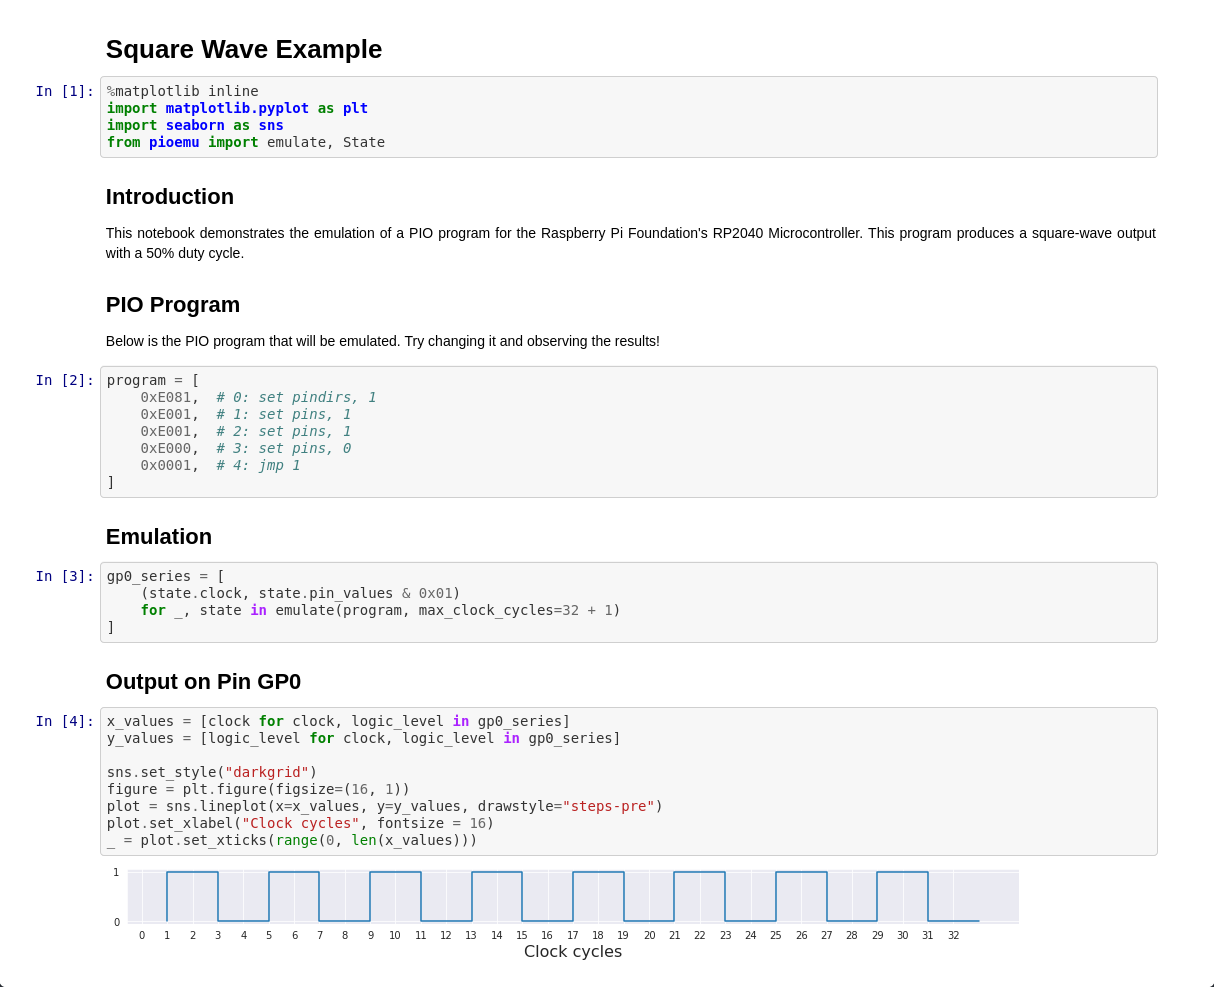 Square Wave Example
In [1]:
%matplotlib inline
import matplotlib.pyplot as plt
import seaborn as sns
from pioemu import emulate, State
Introduction
This notebook demonstrates the emulation of a PIO program for the Raspberry Pi Foundation's RP2040 Microcontroller. This program produces a square-wave output
with a 50% duty cycle.
PIO Program
Below is the PIO program that will be emulated. Try changing it and observing the results!
In [2]:
program = [
    0xE081,  # 0: set pindirs, 1
    0xE001,  # 1: set pins, 1
    0xE001,  # 2: set pins, 1
    0xE000,  # 3: set pins, 0
    0x0001,  # 4: jmp 1
]
Emulation
In [3]:
gp0_series = [
    (state.clock, state.pin_values & 0x01)
    for _, state in emulate(program, max_clock_cycles=32 + 1)
]
Output on Pin GP0
In [4]:
x_values = [clock for clock, logic_level in gp0_series]
y_values = [logic_level for clock, logic_level in gp0_series]
sns.set_style("darkgrid")
figure = plt.figure(figsize=(16, 1))
plot = sns.lineplot(x=x_values, y=y_values, drawstyle="steps-pre")
plot.set_xlabel("Clock cycles", fontsize = 16)
_ = plot.set_xticks(range(0, len(x_values)))
1
0
0 1 2 3 4 5 6 7 8 9 10 11 12 13 14 15 16 17 18 19 20 21 22 23 24 25 26 27 28 29 30 31 32
Clock cycles